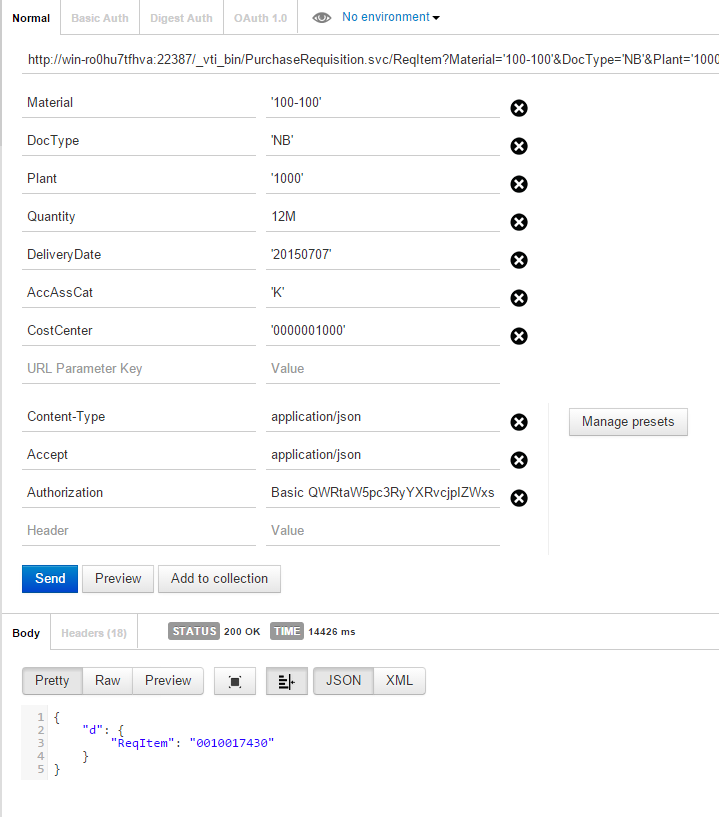 Normal Basic Auth Digest Auth OAuth 1.0 No environment
http://win-ro0hu7tfhva:22387/_vti_bin/PurchaseRequisition.svc/ReqItem?Material='100-100'&DocType='NB'&Plant='1000
Material '100-100'
DocType 'NB'
Plant '1000'
Quantity 12M
DeliveryDate '20150707'
AccAssCat 'K'
CostCenter '0000001000'
URL Parameter Key Value
Content-Type application/json Manage presets
Accept application/json
Authorization Basic QWRtaW5pc3RyYXRvcjpIZWxs
Header Value
Send Preview Add to collection
Body Headers (18) STATUS 200 OK TIME 14426 ms
Pretty Raw Preview JSON XML
1 {
2 "d": {
3 "ReqItem": "0010017430"
4 }
5 }